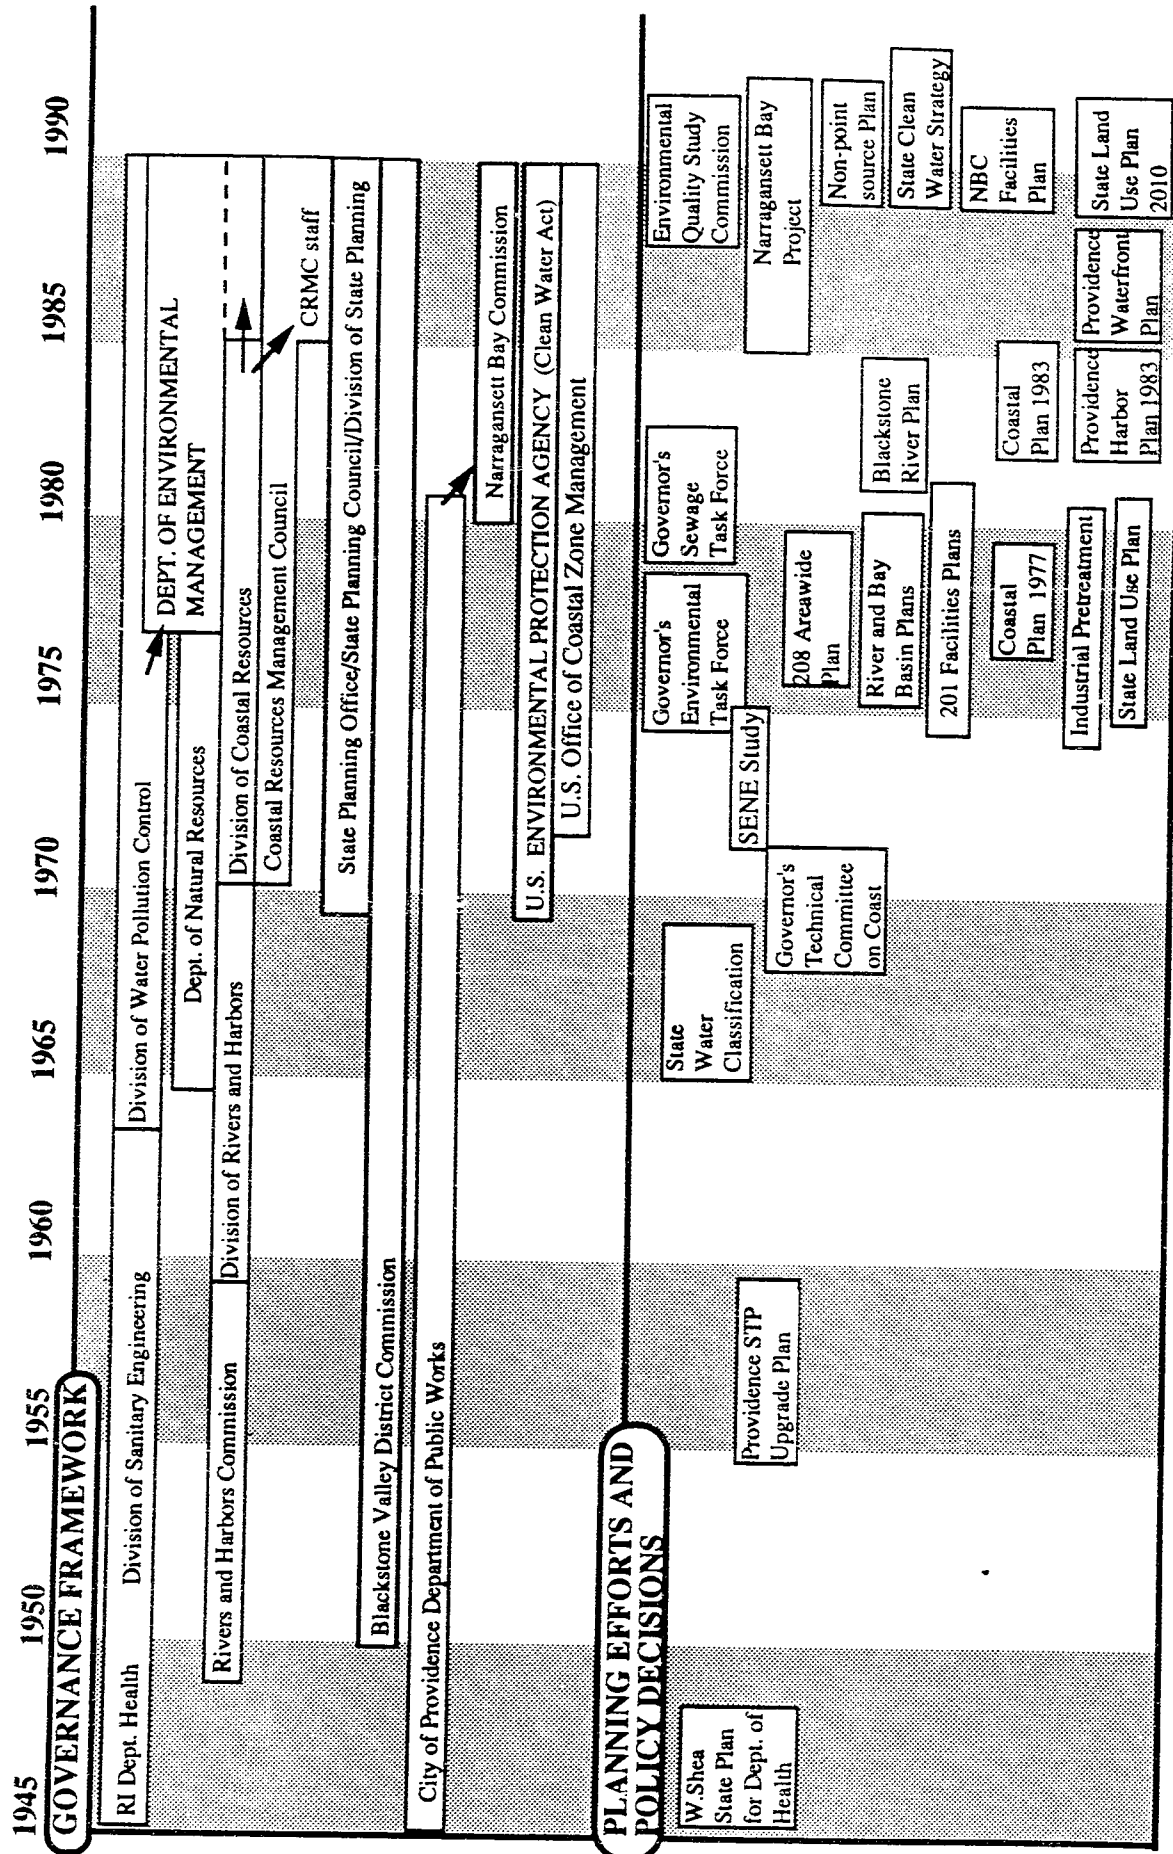 1945 1950 1955 1960 1965 1970 1975 1980 1985 1990
GOVERNANCE FRAMEWORK
RI Dept. Health
Division of Sanitary Engineering
Division of Water Pollution Control
DEPT. OF ENVIRONMENTAL
MANAGEMENT
Dept. of Natural Resources
Rivers and Harbors Commission
Division of Rivers and Harbors
Division of Coastal Resources
Coastal Resources Management Council
CRMC staff
State Planning Office/State Planning Council/Division of State Planning
Blackstone Valley District Commission
City of Providence Department of Public Works
Narragansett Bay Commission
U.S. ENVIRONMENTAL PROTECTION AGENCY (Clean Water Act)
U.S. Office of Coastal Zone Management
PLANNING EFFORTS AND
POLICY DECISIONS
W.Shea
State Plan
for Dept. of
Health
Providence STP
Upgrade Plan
State
Water
Classification
Governor's
Technical
Committee
on Coast
SENE Study
Governor's
Environmental
Task Force
Governor's
Sewage
Task Force
Environmental
Quality Study
Commission
Narragansett Bay
Project
208 Areawide
Plan
River and Bay
Basin Plans
Blackstone
River Plan
Non-point
source Plan
State Clean
Water Strategy
201 Facilities Plans
NBC
Facilities
Plan
Coastal
Plan 1977
Coastal
Plan 1983
Industrial Pretreatment
State Land Use Plan
Providence
Harbor
Plan 1983
Providence
Waterfront
Plan
State Land
Use Plan
2010